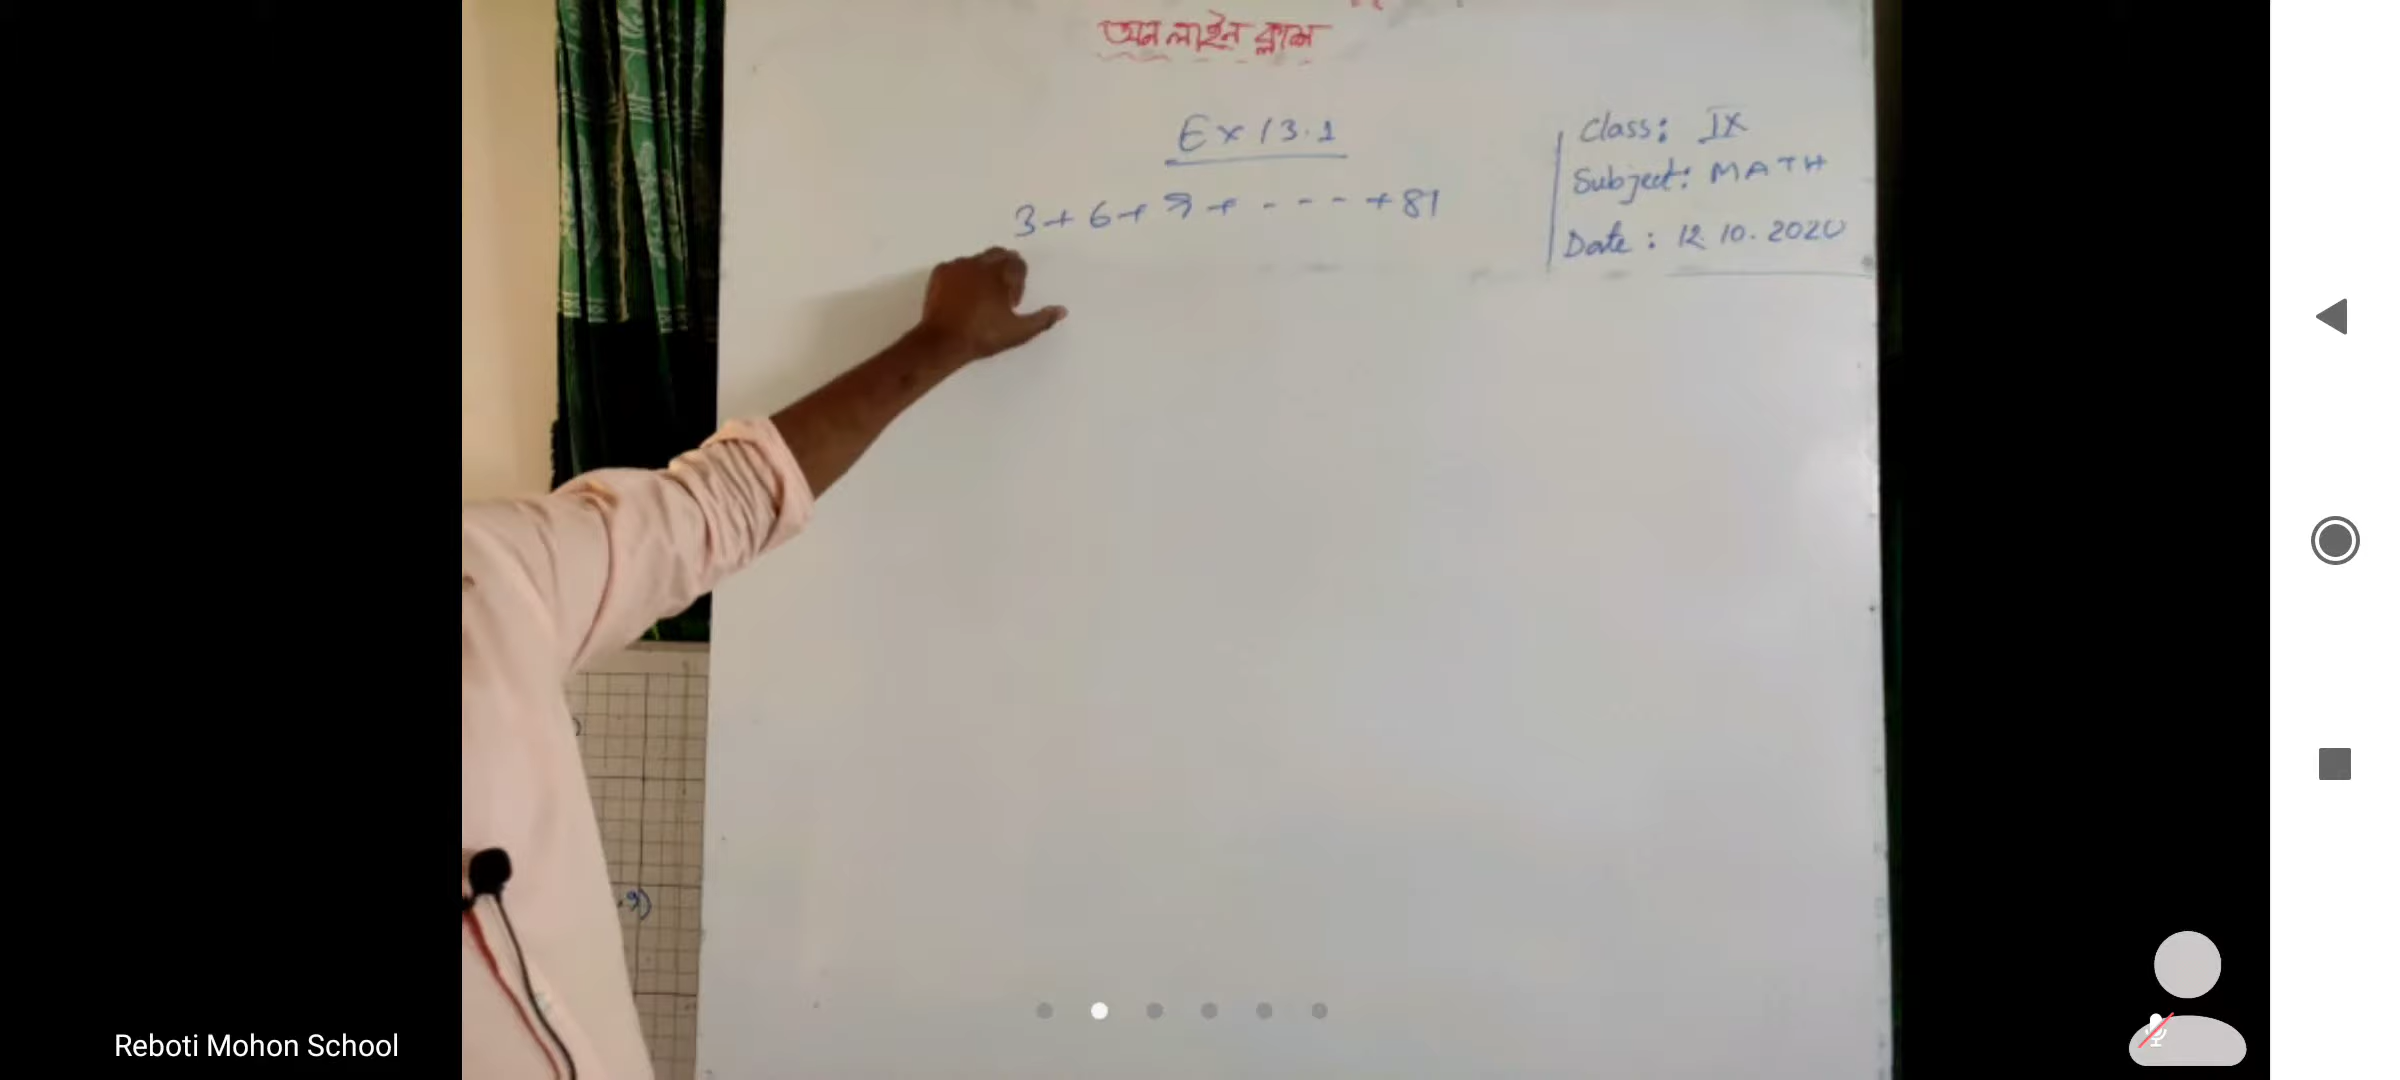 অন লাইন ক্লাস
Ex 13.1
3 + 6 + 9 + - - - - + 81
Class: IX
Subject: MATH
Date: 12 10. 2020
Reboti Mohon School